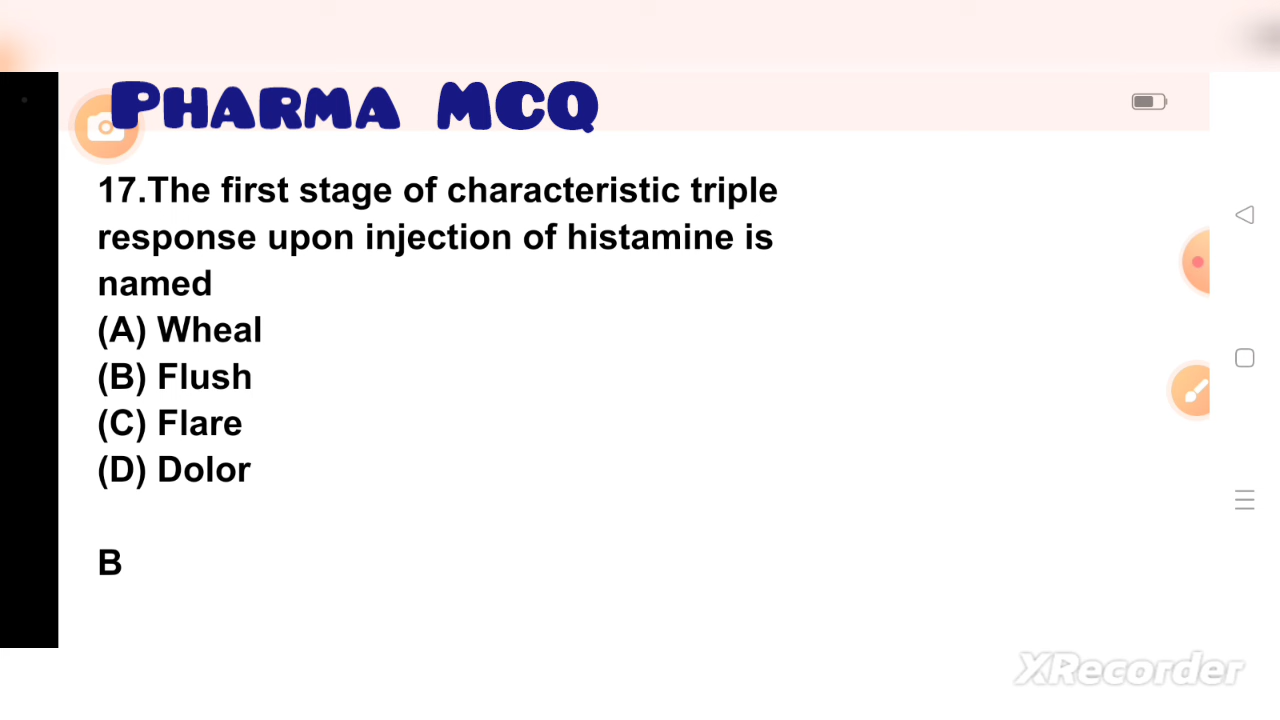 PHARMA MCQ
17.The first stage of characteristic triple
response upon injection of histamine is
named
(A) Wheal
(B) Flush
(C) Flare
(D) Dolor
B
XRecorder